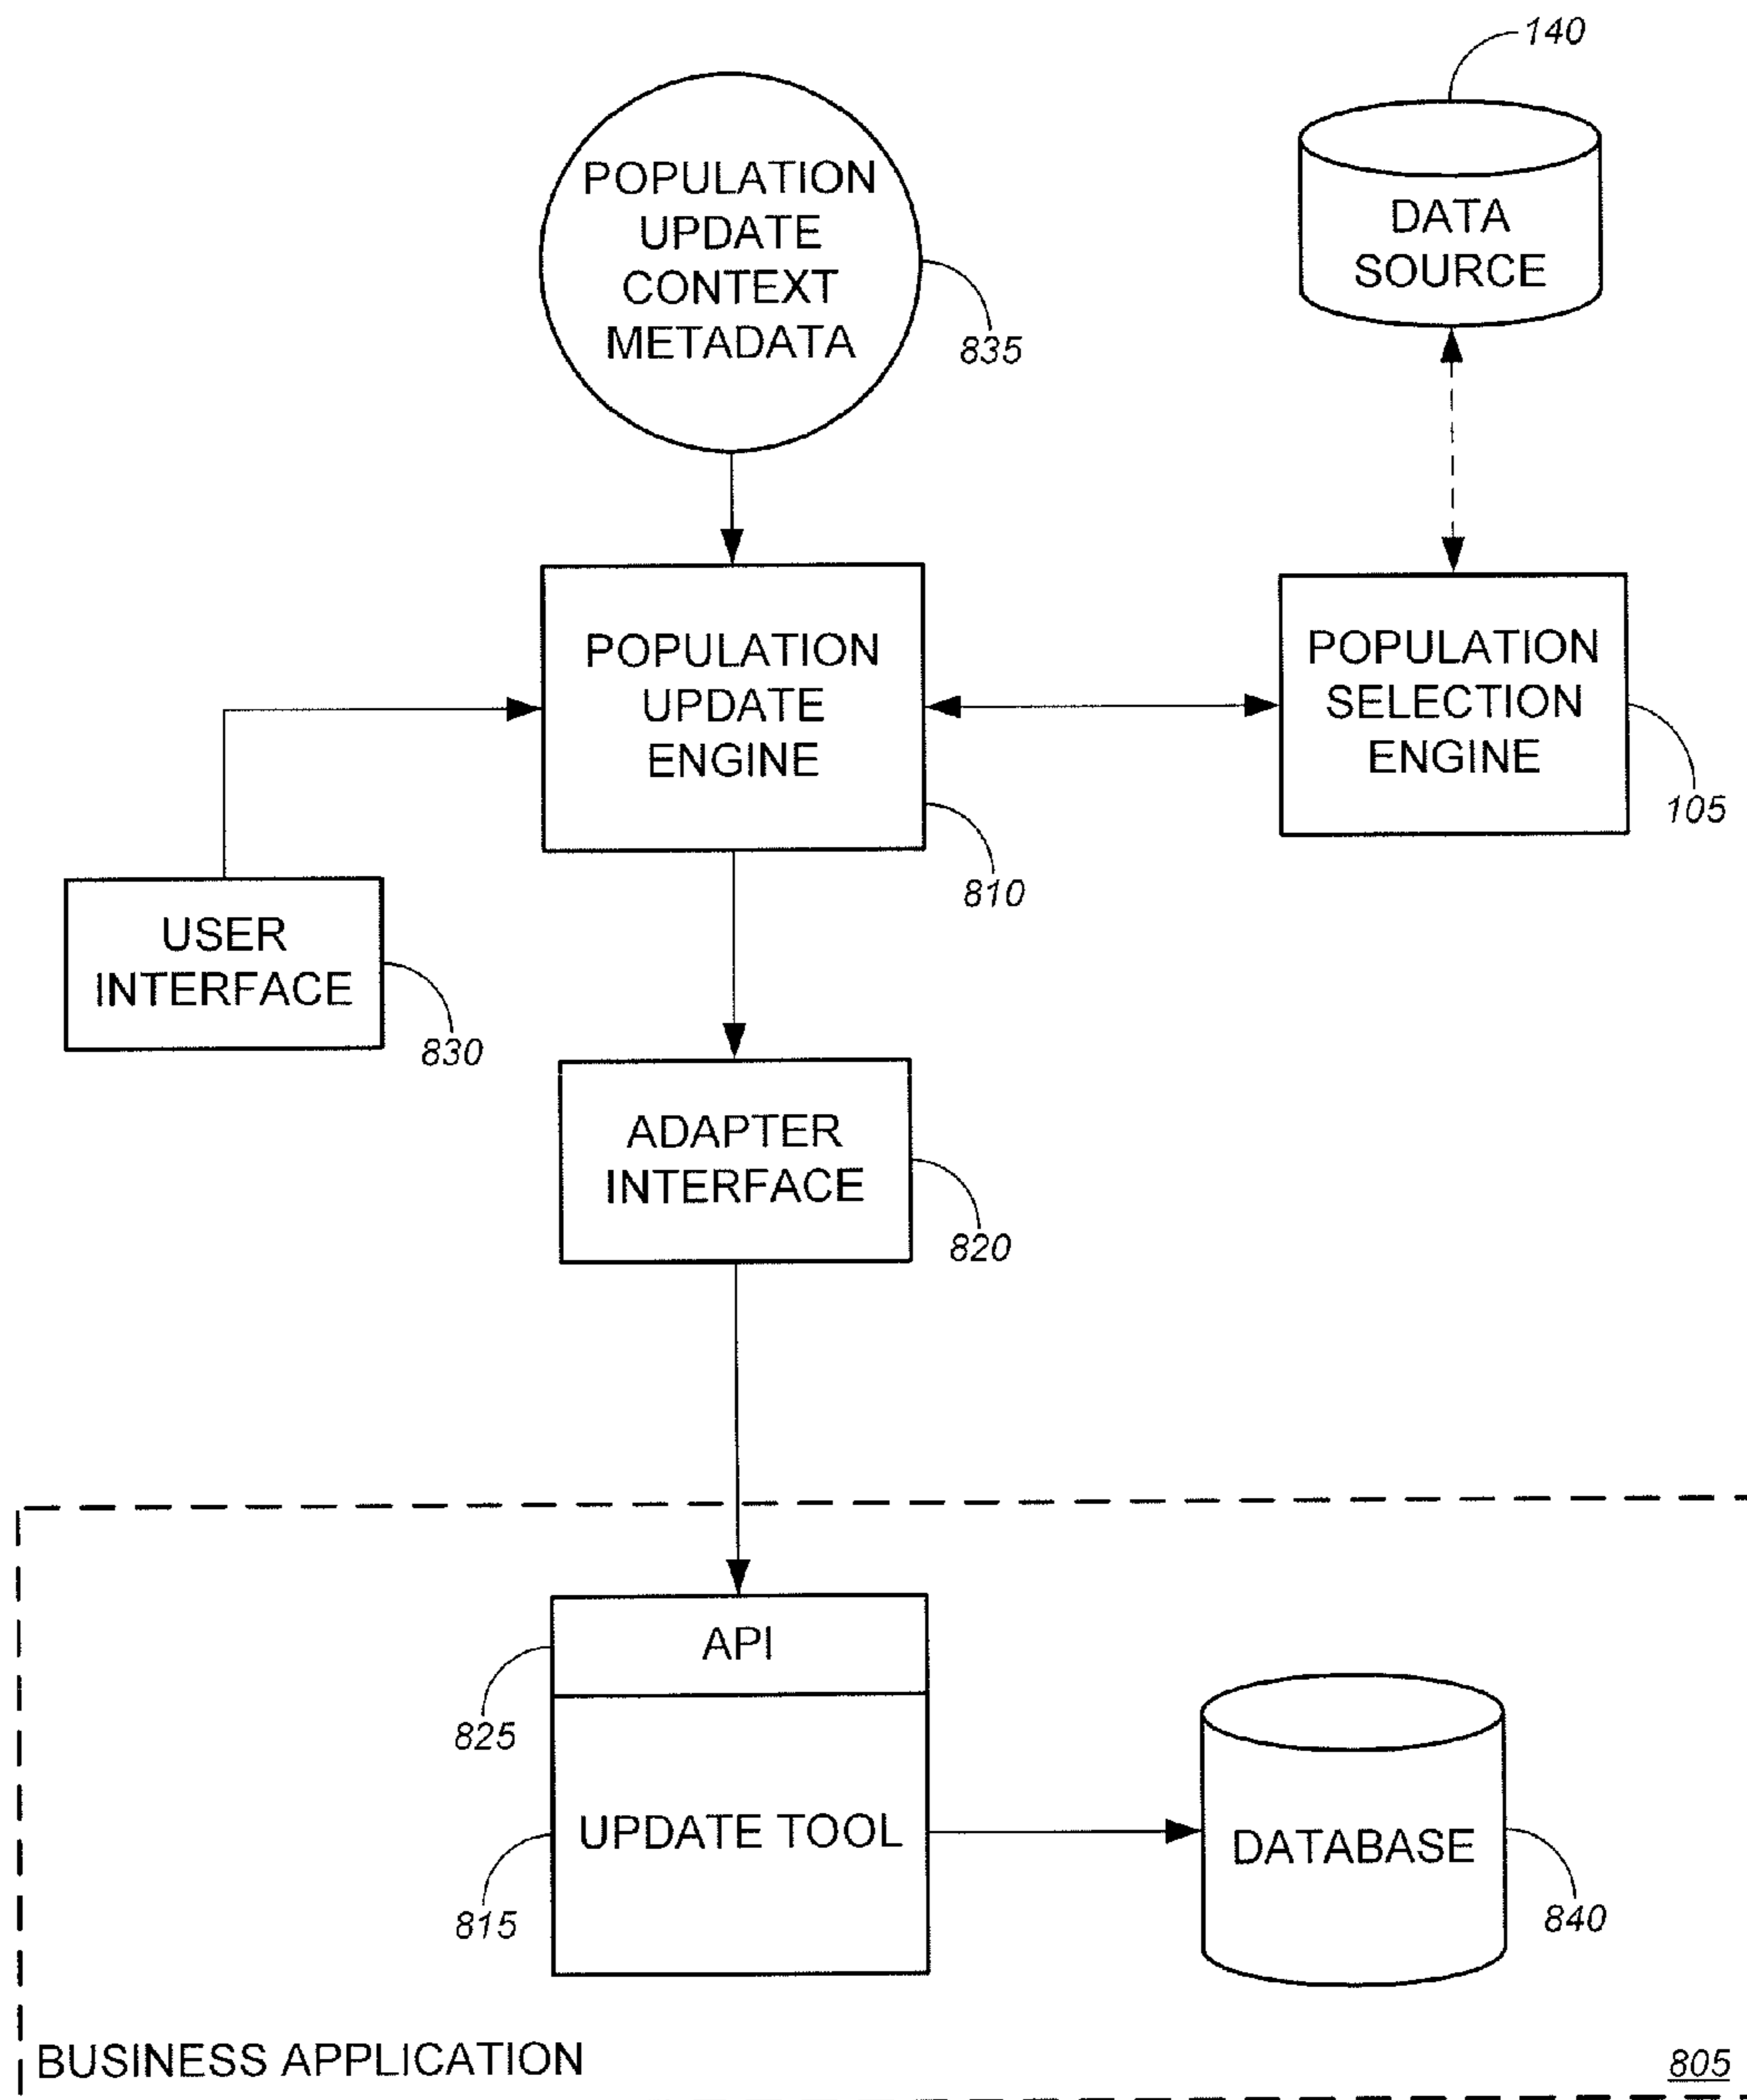 140
POPULATION
UPDATE
CONTEXT
METADATA
835
DATA
SOURCE
POPULATION
UPDATE
ENGINE
810
POPULATION
SELECTION
ENGINE
105
USER
INTERFACE
830
ADAPTER
INTERFACE
820
API
825
UPDATE TOOL
815
DATABASE
840
BUSINESS APPLICATION
805